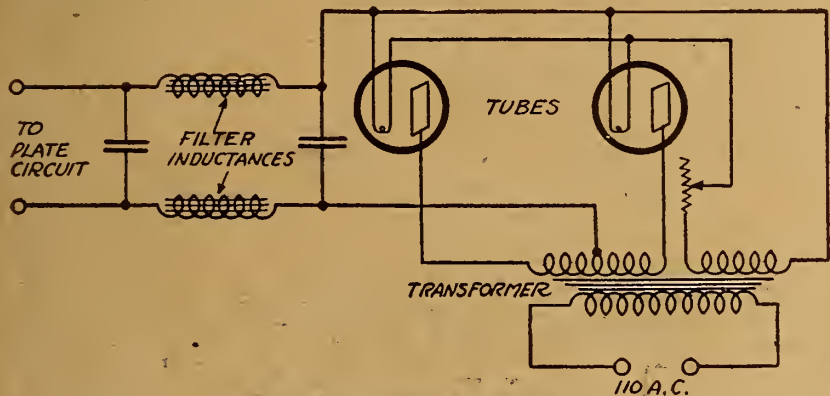 TUBES
TO
PLATE
CIRCUIT
FILTER
INDUCTANCES
TRANSFORMER
110 A.C.